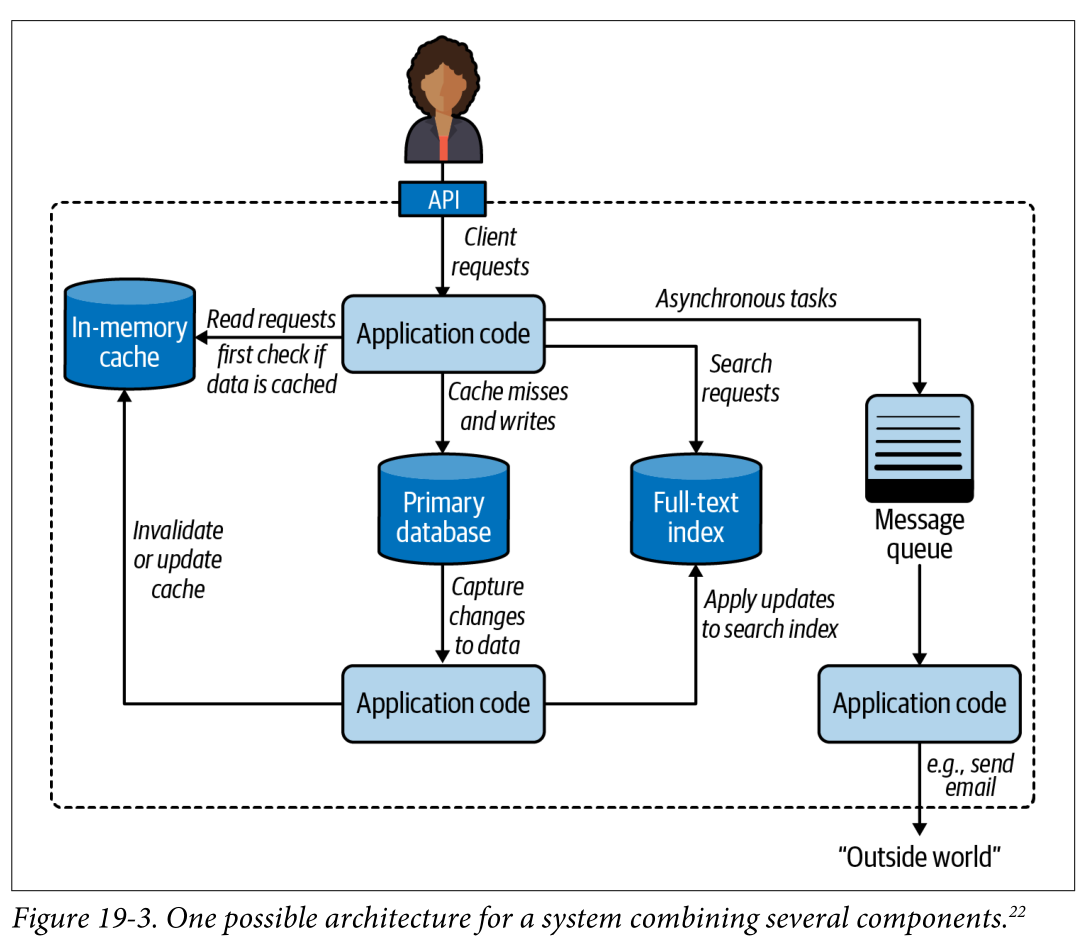 API
Client
requests
In-memory
cache
Read requests
first check if
data is cached
Application code
Asynchronous tasks
Cache misses
and writes
Search
requests
Primary
database
Full-text
index
Message
queue
Invalidate
or update
cache
Capture
changes
to data
Apply updates
to search index
Application code
Application code
e.g., send
email
“Outside world”
Figure 19-3. One possible architecture for a system combining several components.22